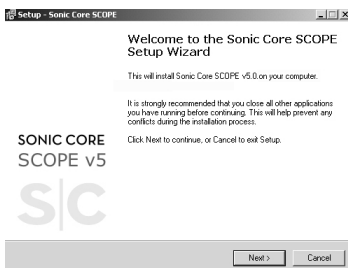 Setup - Sonic Core SCOPE
Welcome to the Sonic Core SCOPE
Setup Wizard
This will install Sonic Core SCOPE v5.0.on your computer.
It is strongly recommended that you close all other applications
you have running before continuing. This will help prevent any
conflicts during the installation process.
Click Next to continue, or Cancel to exit Setup.
SONIC CORE
SCOPE v5
S|C
Next >
Cancel